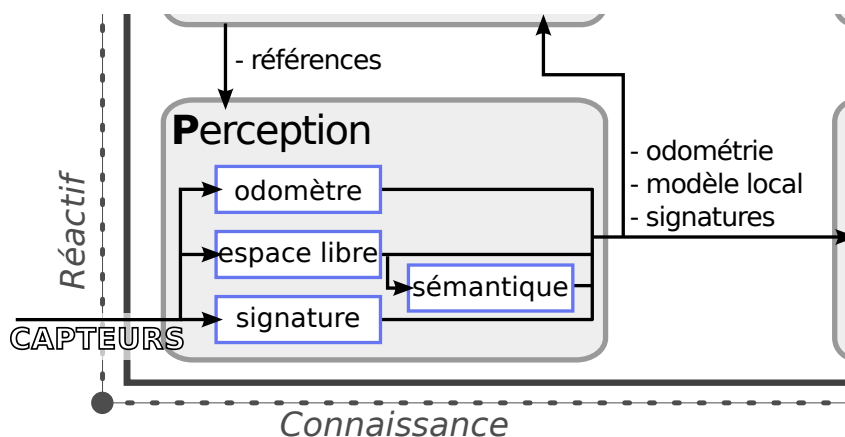 - références
Perception
- odométrie
- modèle local
- signatures
odomètre
espace libre
sémantique
signature
Réactif
CAPTEURS
Connaissance